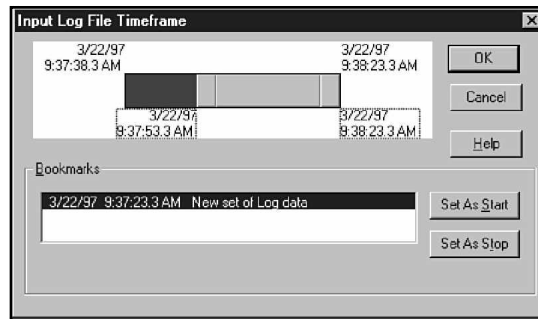 Input Log File Timeframe
3/22/97 3/22/97
9:37:38.3 AM 9:38:23.3 AM
3/22/97 3/22/97
9:37:53.3 AM 9:38:23.3 AM
OK
Cancel
Help
Bookmarks
3/22/97 9:37:23.3 AM New set of Log data
Set As Start
Set As Stop